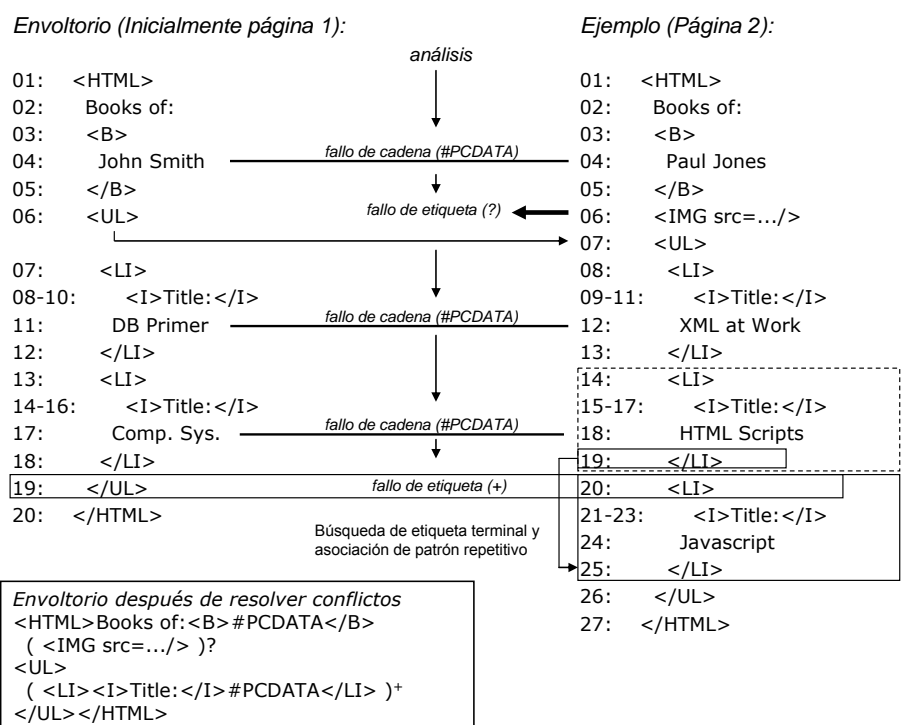 Envoltorio (Inicialmente página 1):
01: <HTML>
02: Books of:
03: <B>
04: John Smith
05: </B>
06: <UL>
07: <LI>
08-10: <I>Title:</I>
11: DB Primer
12: </LI>
13: <LI>
14-16: <I>Title:</I>
17: Comp. Sys.
18: </LI>
19: </UL>
20: </HTML>
análisis
fallo de cadena (#PCDATA)
fallo de etiqueta (?)
fallo de cadena (#PCDATA)
fallo de cadena (#PCDATA)
fallo de etiqueta (+)
Búsqueda de etiqueta terminal y
asociación de patrón repetitivo
Ejemplo (Página 2):
01: <HTML>
02: Books of:
03: <B>
04: Paul Jones
05: </B>
06: <IMG src=.../>
07: <UL>
08: <LI>
09-11: <I>Title:</I>
12: XML at Work
13: </LI>
14: <LI>
15-17: <I>Title:</I>
18: HTML Scripts
19: </LI>
20: <LI>
21-23: <I>Title:</I>
24: Javascript
25: </LI>
26: </UL>
27: </HTML>
Envoltorio después de resolver conflictos
<HTML>Books of:<B>#PCDATA</B>
( <IMG src=.../> )?
<UL>
( <LI><I>Title:</I>#PCDATA</LI> )+
</UL></HTML>